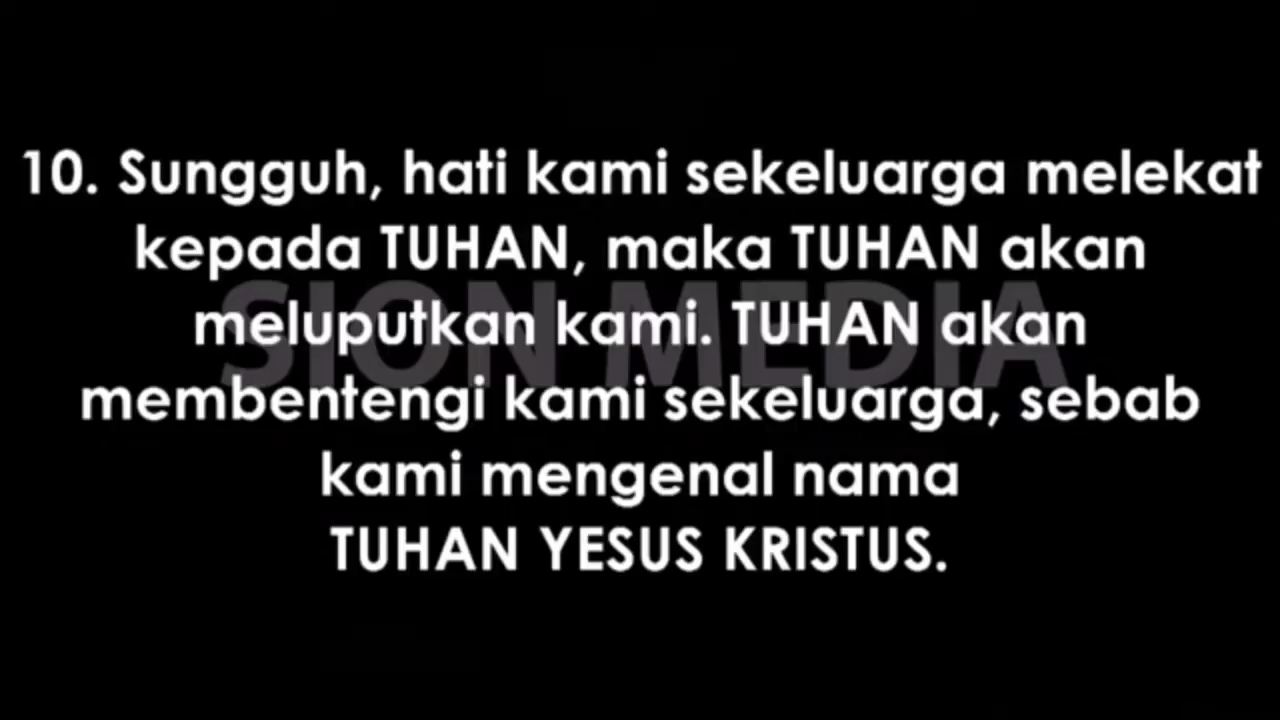 10. Sungguh, hati kami sekeluarga melekat
kepada TUHAN, maka TUHAN akan
SION MEDIA
meluputkan kami. TUHAN akan
membentengi kami sekeluarga, sebab
kami mengenal nama
TUHAN YESUS KRISTUS.